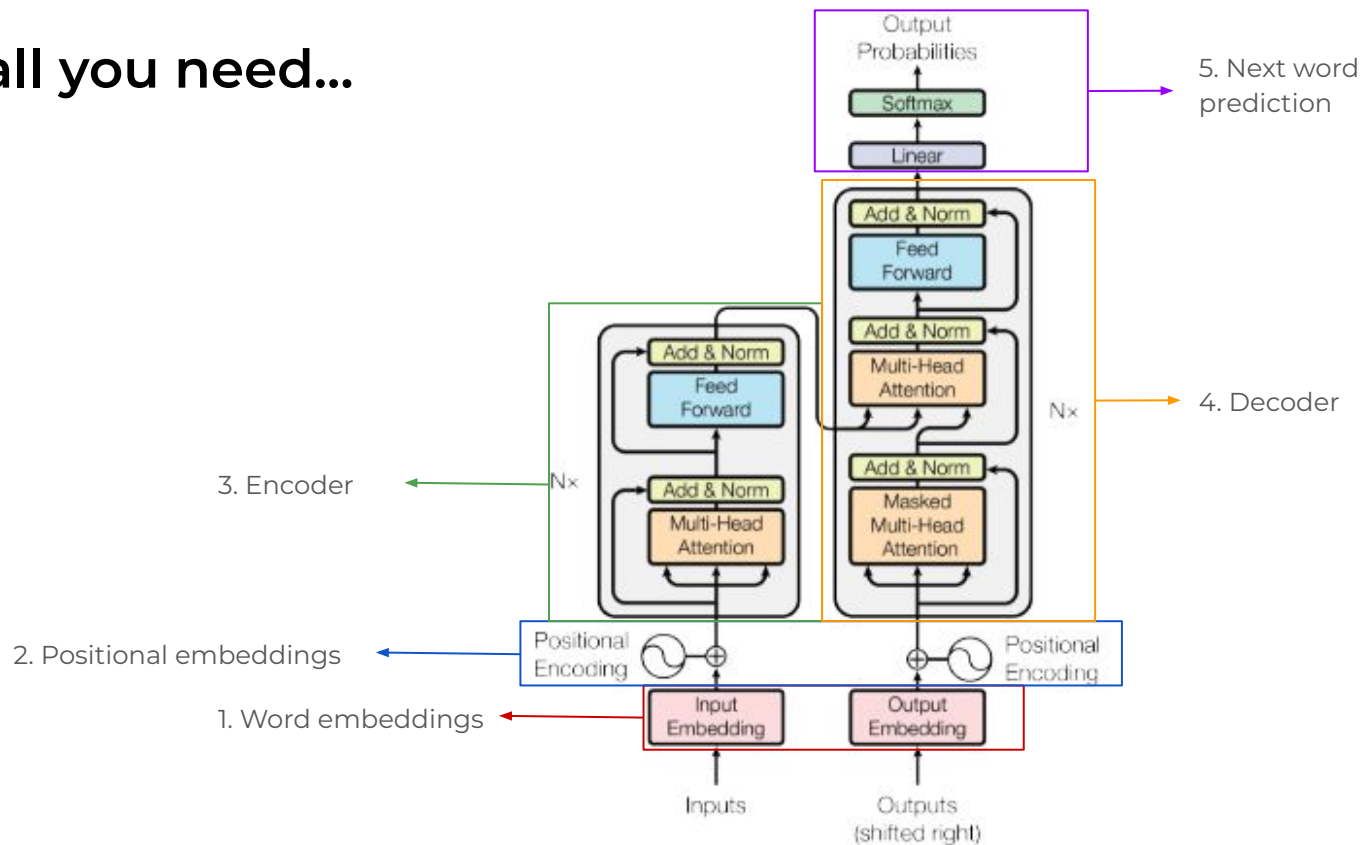 all you need...
Output
Probabilities
Softmax
Linear
5. Next word
prediction
Add & Norm
Feed
Forward
Add & Norm
Multi-Head
Attention
Nx
4. Decoder
Add & Norm
Masked
Multi-Head
Attention
Add & Norm
Feed
Forward
3. Encoder
Nx
Add & Norm
Multi-Head
Attention
2. Positional embeddings
Positional
Encoding
Positional
Encoding
1. Word embeddings
Input
Embedding
Output
Embedding
Inputs
Outputs
(shifted right)